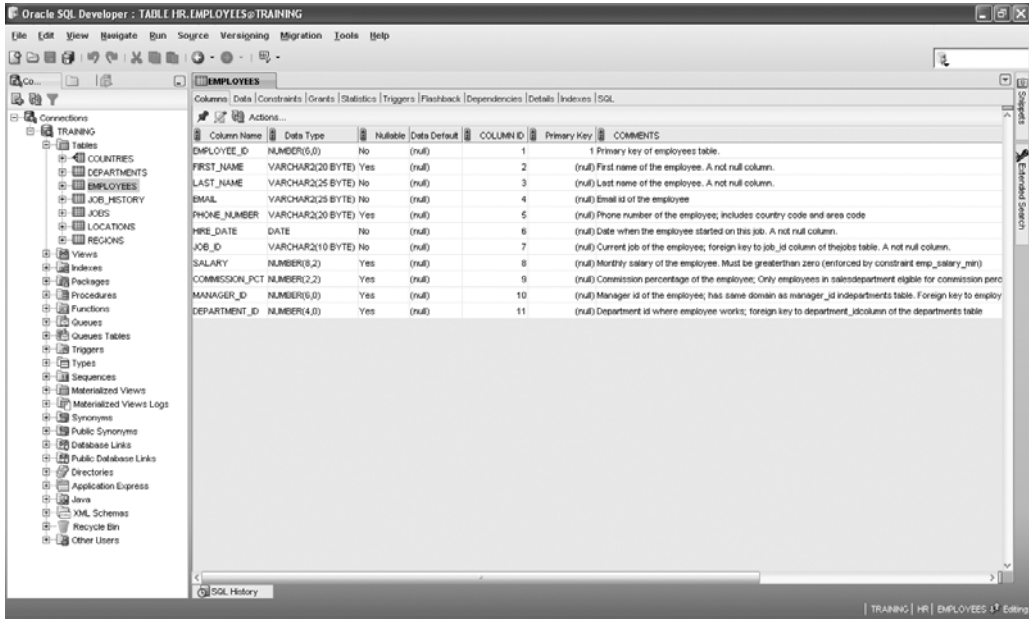 Oracle SQL Developer : TABLE HR.EMPLOYEES@TRAINING
File Edit View Navigate Run Source Versioning Migration Tools Help
Co...
EMPLOYEES
Columns Data Constraints Grants Statistics Triggers Flashback Dependencies Details Indexes SQL
Actions...
Column Name Data Type Nullable Data Default COLUMN ID Primary Key COMMENTS
EMPLOYEE_ID NUMBER(6,0) No (null) 1 1 Primary key of employees table.
FIRST_NAME VARCHAR2(20 BYTE) Yes (null) 2 (null) First name of the employee. A not null column.
LAST_NAME VARCHAR2(25 BYTE) No (null) 3 (null) Last name of the employee. A not null column.
EMAIL VARCHAR2(25 BYTE) No (null) 4 (null) Email id of the employee
PHONE_NUMBER VARCHAR2(20 BYTE) Yes (null) 5 (null) Phone number of the employee; includes country code and area code
HIRE_DATE DATE No (null) 6 (null) Date when the employee started on this job. A not null column.
JOB_ID VARCHAR2(10 BYTE) No (null) 7 (null) Current job of the employee; foreign key to job_id column of thejobs table. A not null column.
SALARY NUMBER(8,2) Yes (null) 8 (null) Monthly salary of the employee. Must be greaterthan zero (enforced by constraint emp_salary_min)
COMMISSION_PCT NUMBER(2,2) Yes (null) 9 (null) Commission percentage of the employee; Only employees in salesdepartment elgible for commission perc
MANAGER_ID NUMBER(6,0) Yes (null) 10 (null) Manager id of the employee; has same domain as manager_id indepartments table. Foreign key to employ
DEPARTMENT_ID NUMBER(4,0) Yes (null) 11 (null) Department id where employee works; foreign key to department_idcolumn of the departments table
Connections
TRAINING
Tables
COUNTRIES
DEPARTMENTS
EMPLOYEES
JOB_HISTORY
JOBS
LOCATIONS
REGIONS
Views
Indexes
Packages
Procedures
Functions
Queues
Queues Tables
Triggers
Types
Sequences
Materialized Views
Materialized Views Logs
Synonyms
Public Synonyms
Database Links
Public Database Links
Directories
Application Express
Java
XML Schemas
Recycle Bin
Other Users
Snippets
Extended Search
SQL History
TRAINING HR EMPLOYEES Editing